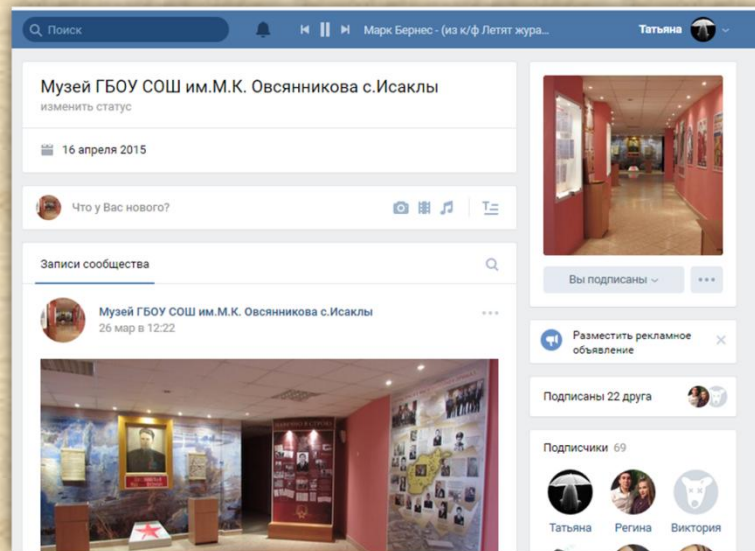 Поиск
Марк Бернес - (из к/ф Летят жура...
Татьяна
Музей ГБОУ СОШ им.М.К. Овсянникова с.Исаклы
изменить статус
16 апреля 2015
Что у Вас нового?
Записи сообщества
Музей ГБОУ СОШ им.М.К. Овсянникова с.Исаклы
26 мар в 12:22
НАВЕЧНО В СТРОЮ
Вы подписаны
Разместить рекламное
объявление
Подписаны 22 друга
Подписчики 69
Татьяна
Регина
Виктория